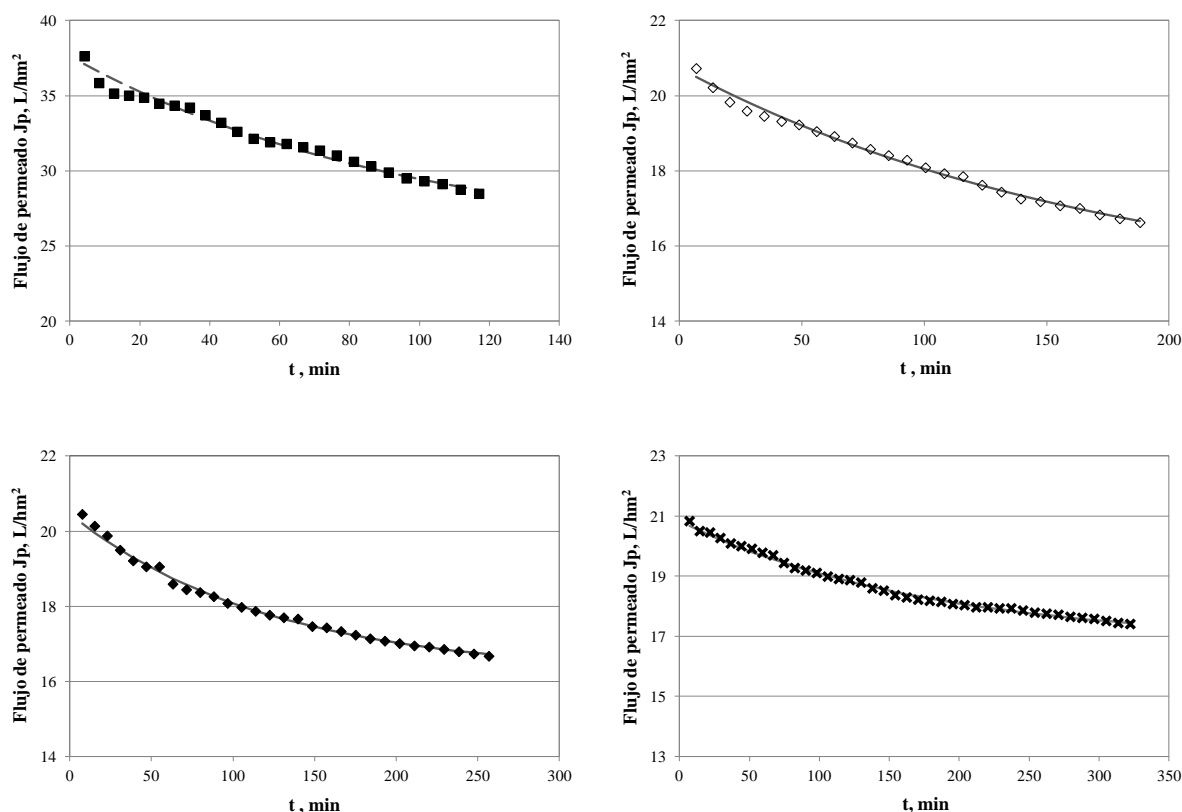 Flujo de permeado Jp, L/hm²
40
35
30
25
20
0 20 40 60 80 100 120 140
t , min
Flujo de permeado Jp, L/hm²
22
20
18
16
14
0 50 100 150 200
t , min
Flujo de permeado Jp, L/hm²
22
20
18
16
14
0 50 100 150 200 250 300
t , min
Flujo de permeado Jp, L/hm²
23
21
19
17
15
13
0 50 100 150 200 250 300 350
t, min